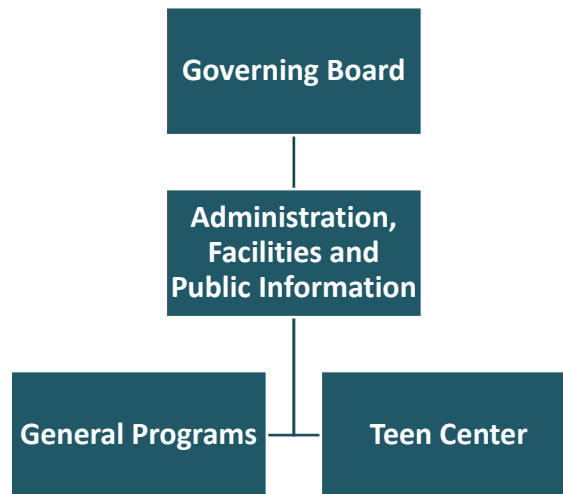 Governing Board
Administration,
Facilities and
Public Information
General Programs
Teen Center